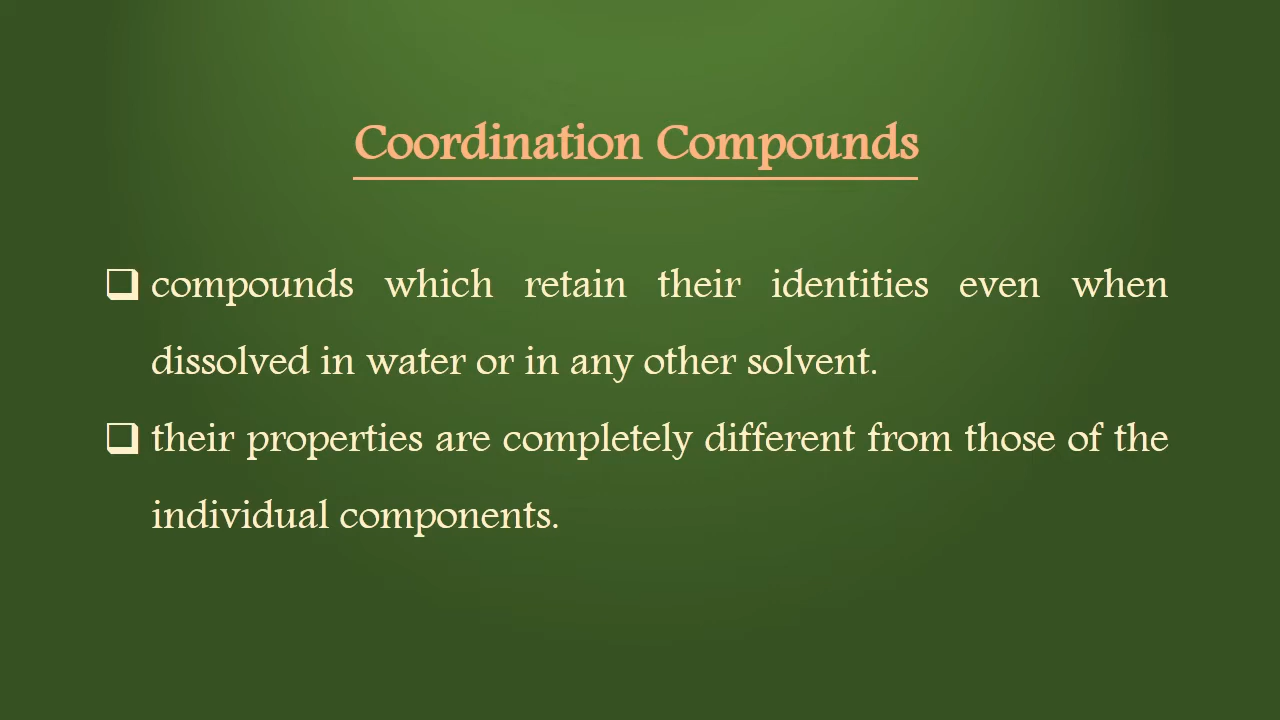 Coordination Compounds
❑ compounds which retain their identities even when
dissolved in water or in any other solvent.
❑ their properties are completely different from those of the
individual components.